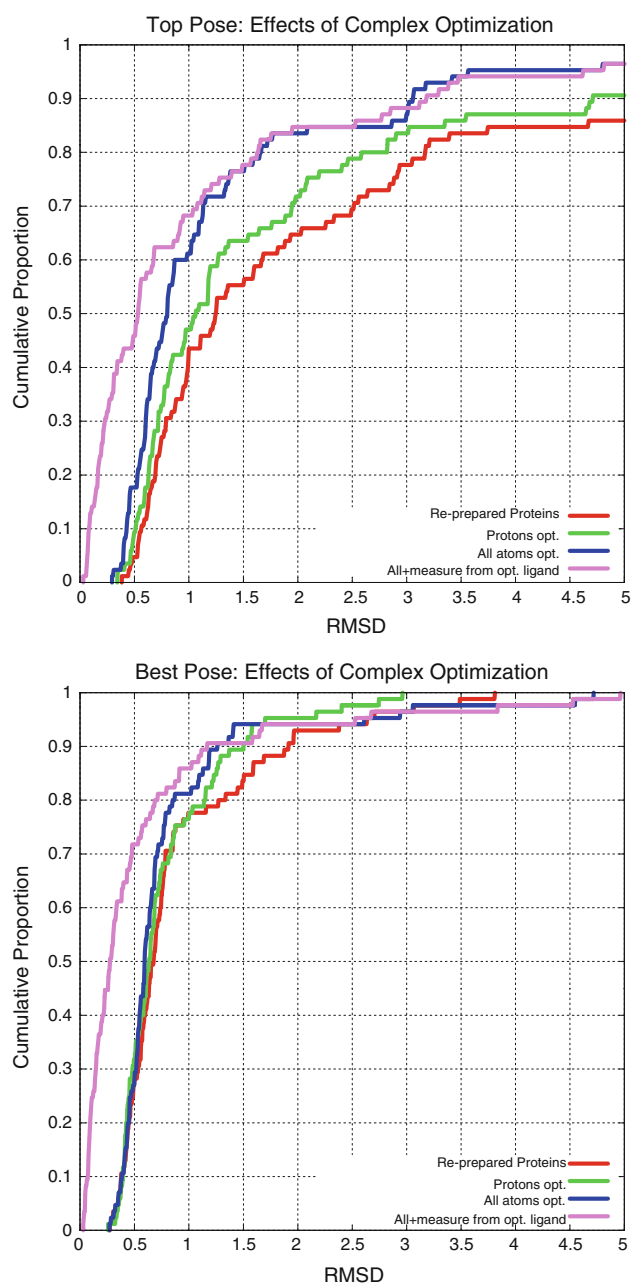 Top Pose: Effects of Complex Optimization
1
0.9
0.8
0.7
0.6
0.5
0.4
0.3
0.2
0.1
0
Cumulative Proportion
Re-prepared Proteins
Protons opt.
All atoms opt.
All+measure from opt. ligand
0 0.5 1 1.5 2 2.5 3 3.5 4 4.5 5
RMSD
Best Pose: Effects of Complex Optimization
1
0.9
0.8
0.7
0.6
0.5
0.4
0.3
0.2
0.1
0
Cumulative Proportion
Re-prepared Proteins
Protons opt.
All atoms opt.
All+measure from opt. ligand
0 0.5 1 1.5 2 2.5 3 3.5 4 4.5 5
RMSD